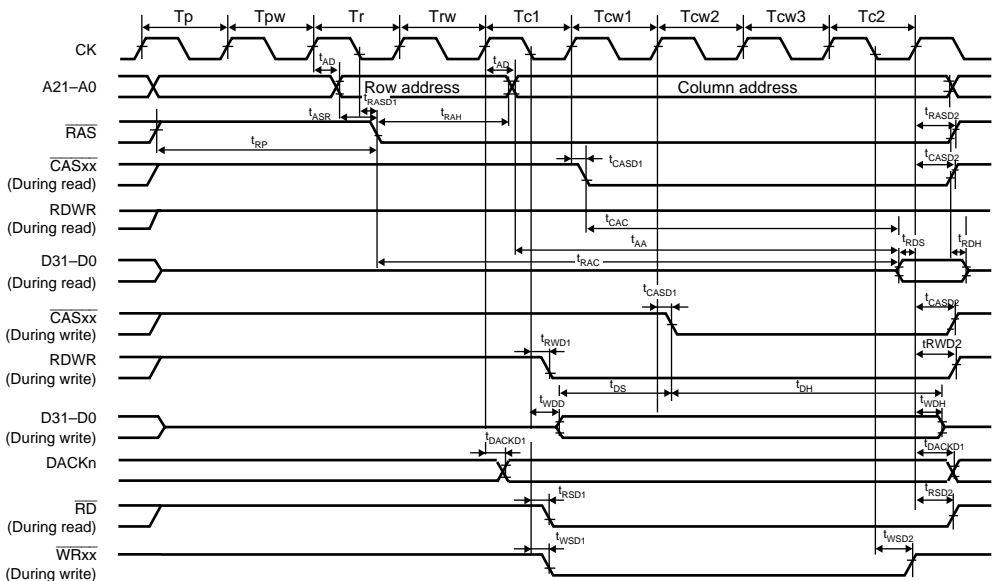 Tp Tpw Tr Trw Tc1 Tcw1 Tcw2 Tcw3 Tc2
CK
tAD tAD
A21–A0 Row address Column address
tRASD1
tASR tRAH tRASD2
RAS
tRP
CASxx tCASD1 tCASD2
(During read)
RDWR
(During read) tCAC
tAA tRDS tRDH
D31–D0 tRAC
(During read)
tCASD1
CASxx tCASD2
(During write)
RDWR tRWD1 tRWD2
(During write)
tDS tDH
tWDD tWDH
D31–D0
(During write)
tDACKD1 tDACKD1
DACKn
RD tRSD1 tRSD2
(During read)
WRxx tWSD1 tWSD2
(During write)